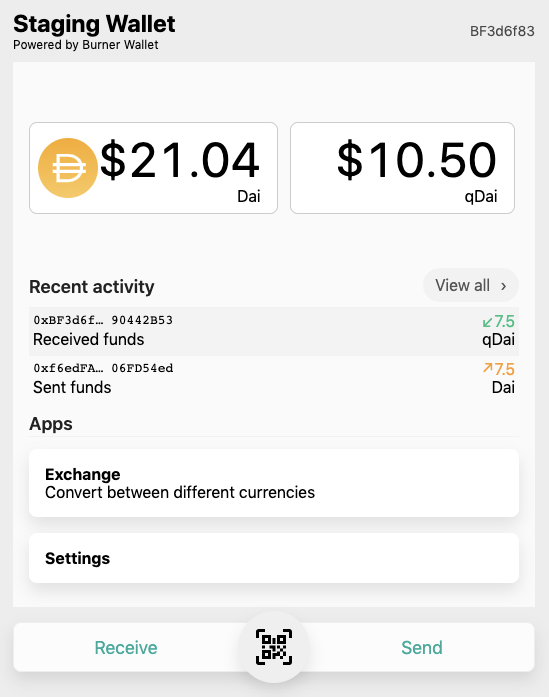 Staging Wallet
Powered by Burner Wallet
BF3d6f83
$21.04
Dai
$10.50
qDai
Recent activity
View all ›
0xBF3d6f… 90442B53
Received funds
↙7.5
qDai
0xf6edFA… 06FD54ed
Sent funds
↗7.5
Dai
Apps
Exchange
Convert between different currencies
Settings
Receive
Send